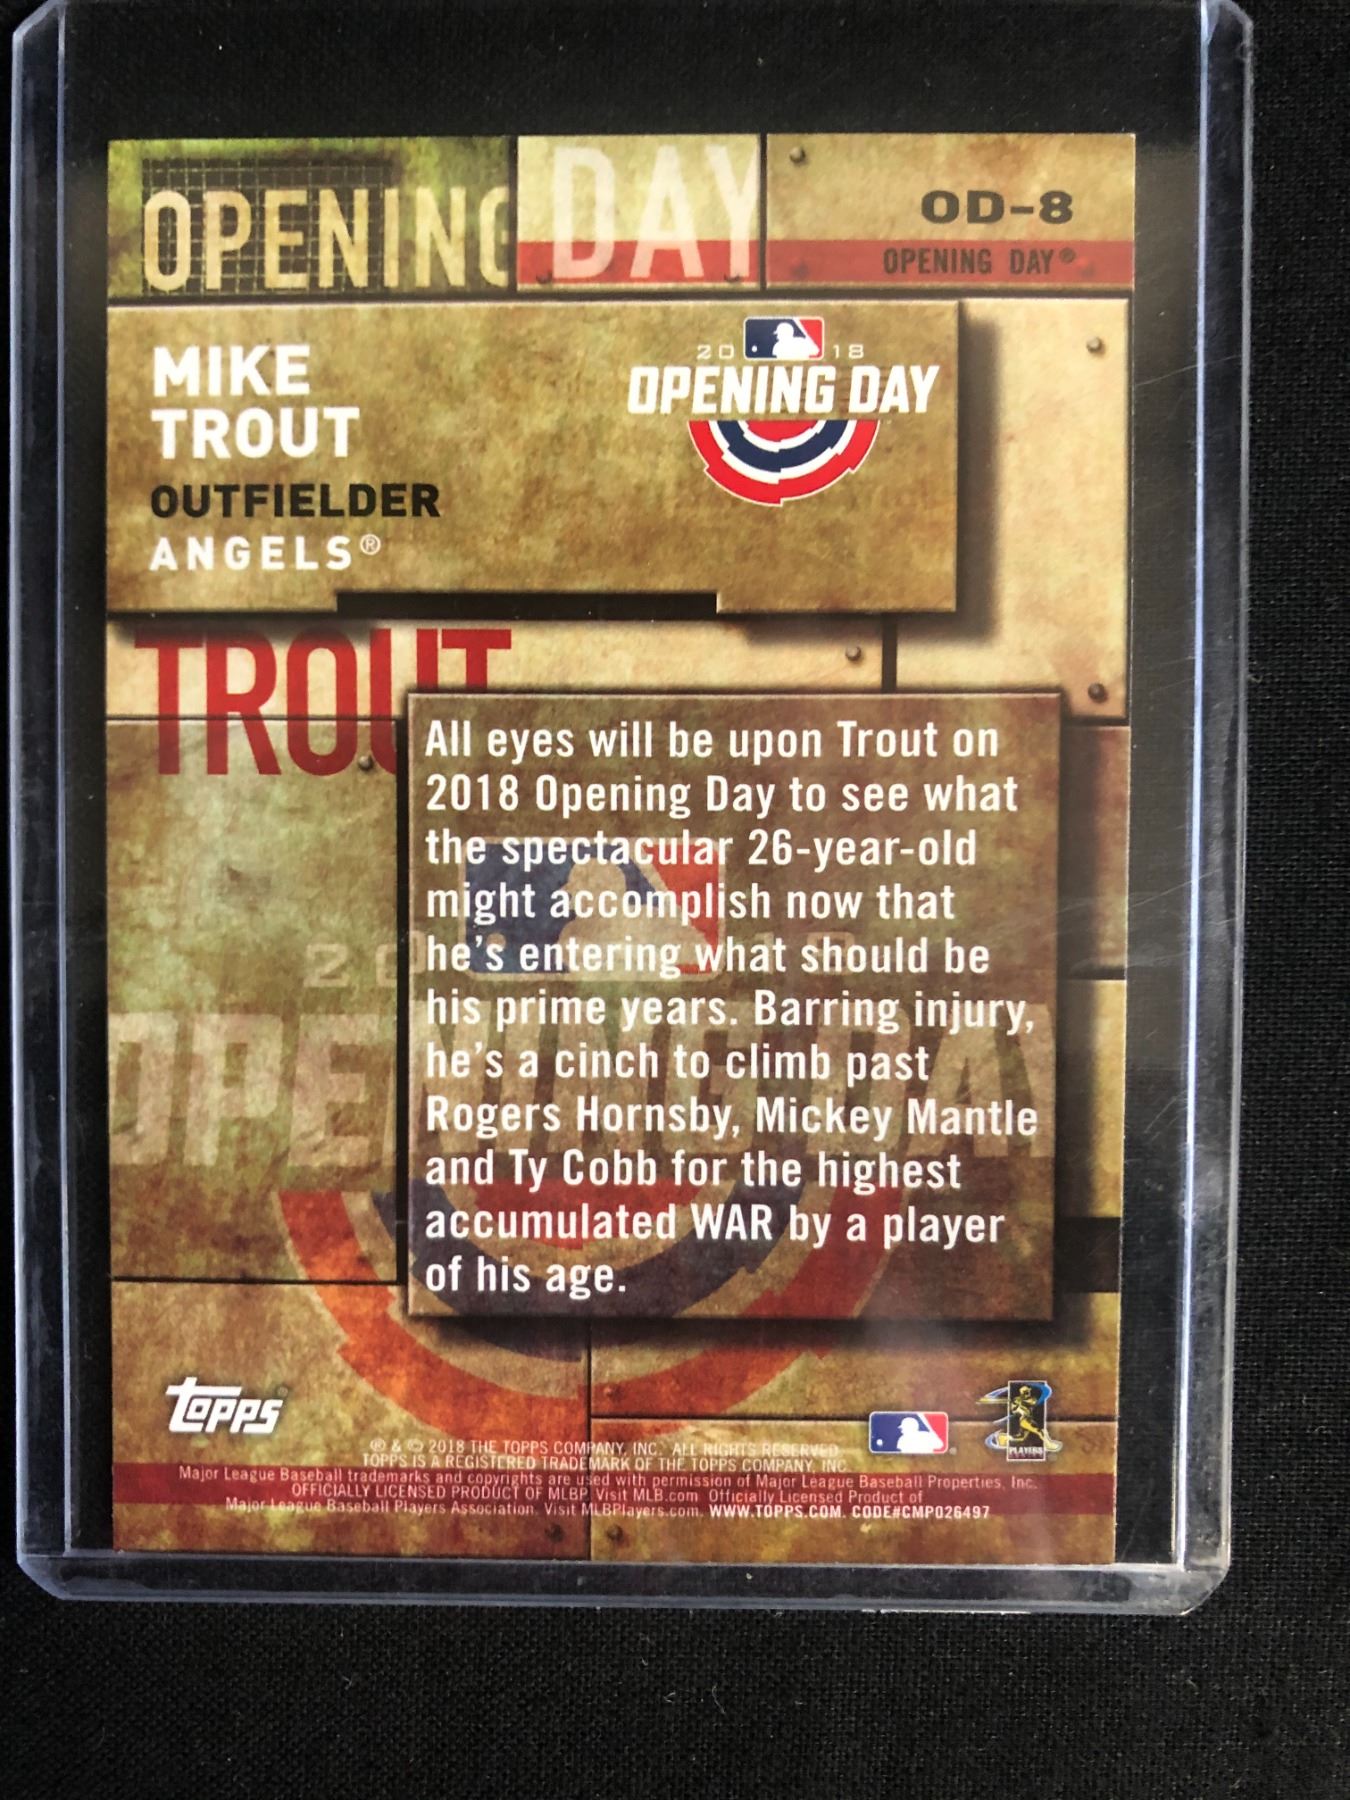 OPENING DAY
OD-8
OPENING DAY®
MIKE
TROUT
OUTFIELDER
ANGELS®
2018
OPENING DAY
TROUT
All eyes will be upon Trout on
2018 Opening Day to see what
the spectacular 26-year-old
might accomplish now that
he's entering what should be
his prime years. Barring injury,
he's a cinch to climb past
Rogers Hornsby, Mickey Mantle
and Ty Cobb for the highest
accumulated WAR by a player
of his age.
2018
OPENING DAY
Topps®
PLAYERS
® & © 2018 THE TOPPS COMPANY, INC. ALL RIGHTS RESERVED.
TOPPS IS A REGISTERED TRADEMARK OF THE TOPPS COMPANY, INC.
Major League Baseball trademarks and copyrights are used with permission of Major League Baseball Properties, Inc.
OFFICIALLY LICENSED PRODUCT OF MLBP Visit MLB.com Officially Licensed Product of
Major League Baseball Players Association. Visit MLBPlayers.com. WWW.TOPPS.COM. CODE#CMP026497